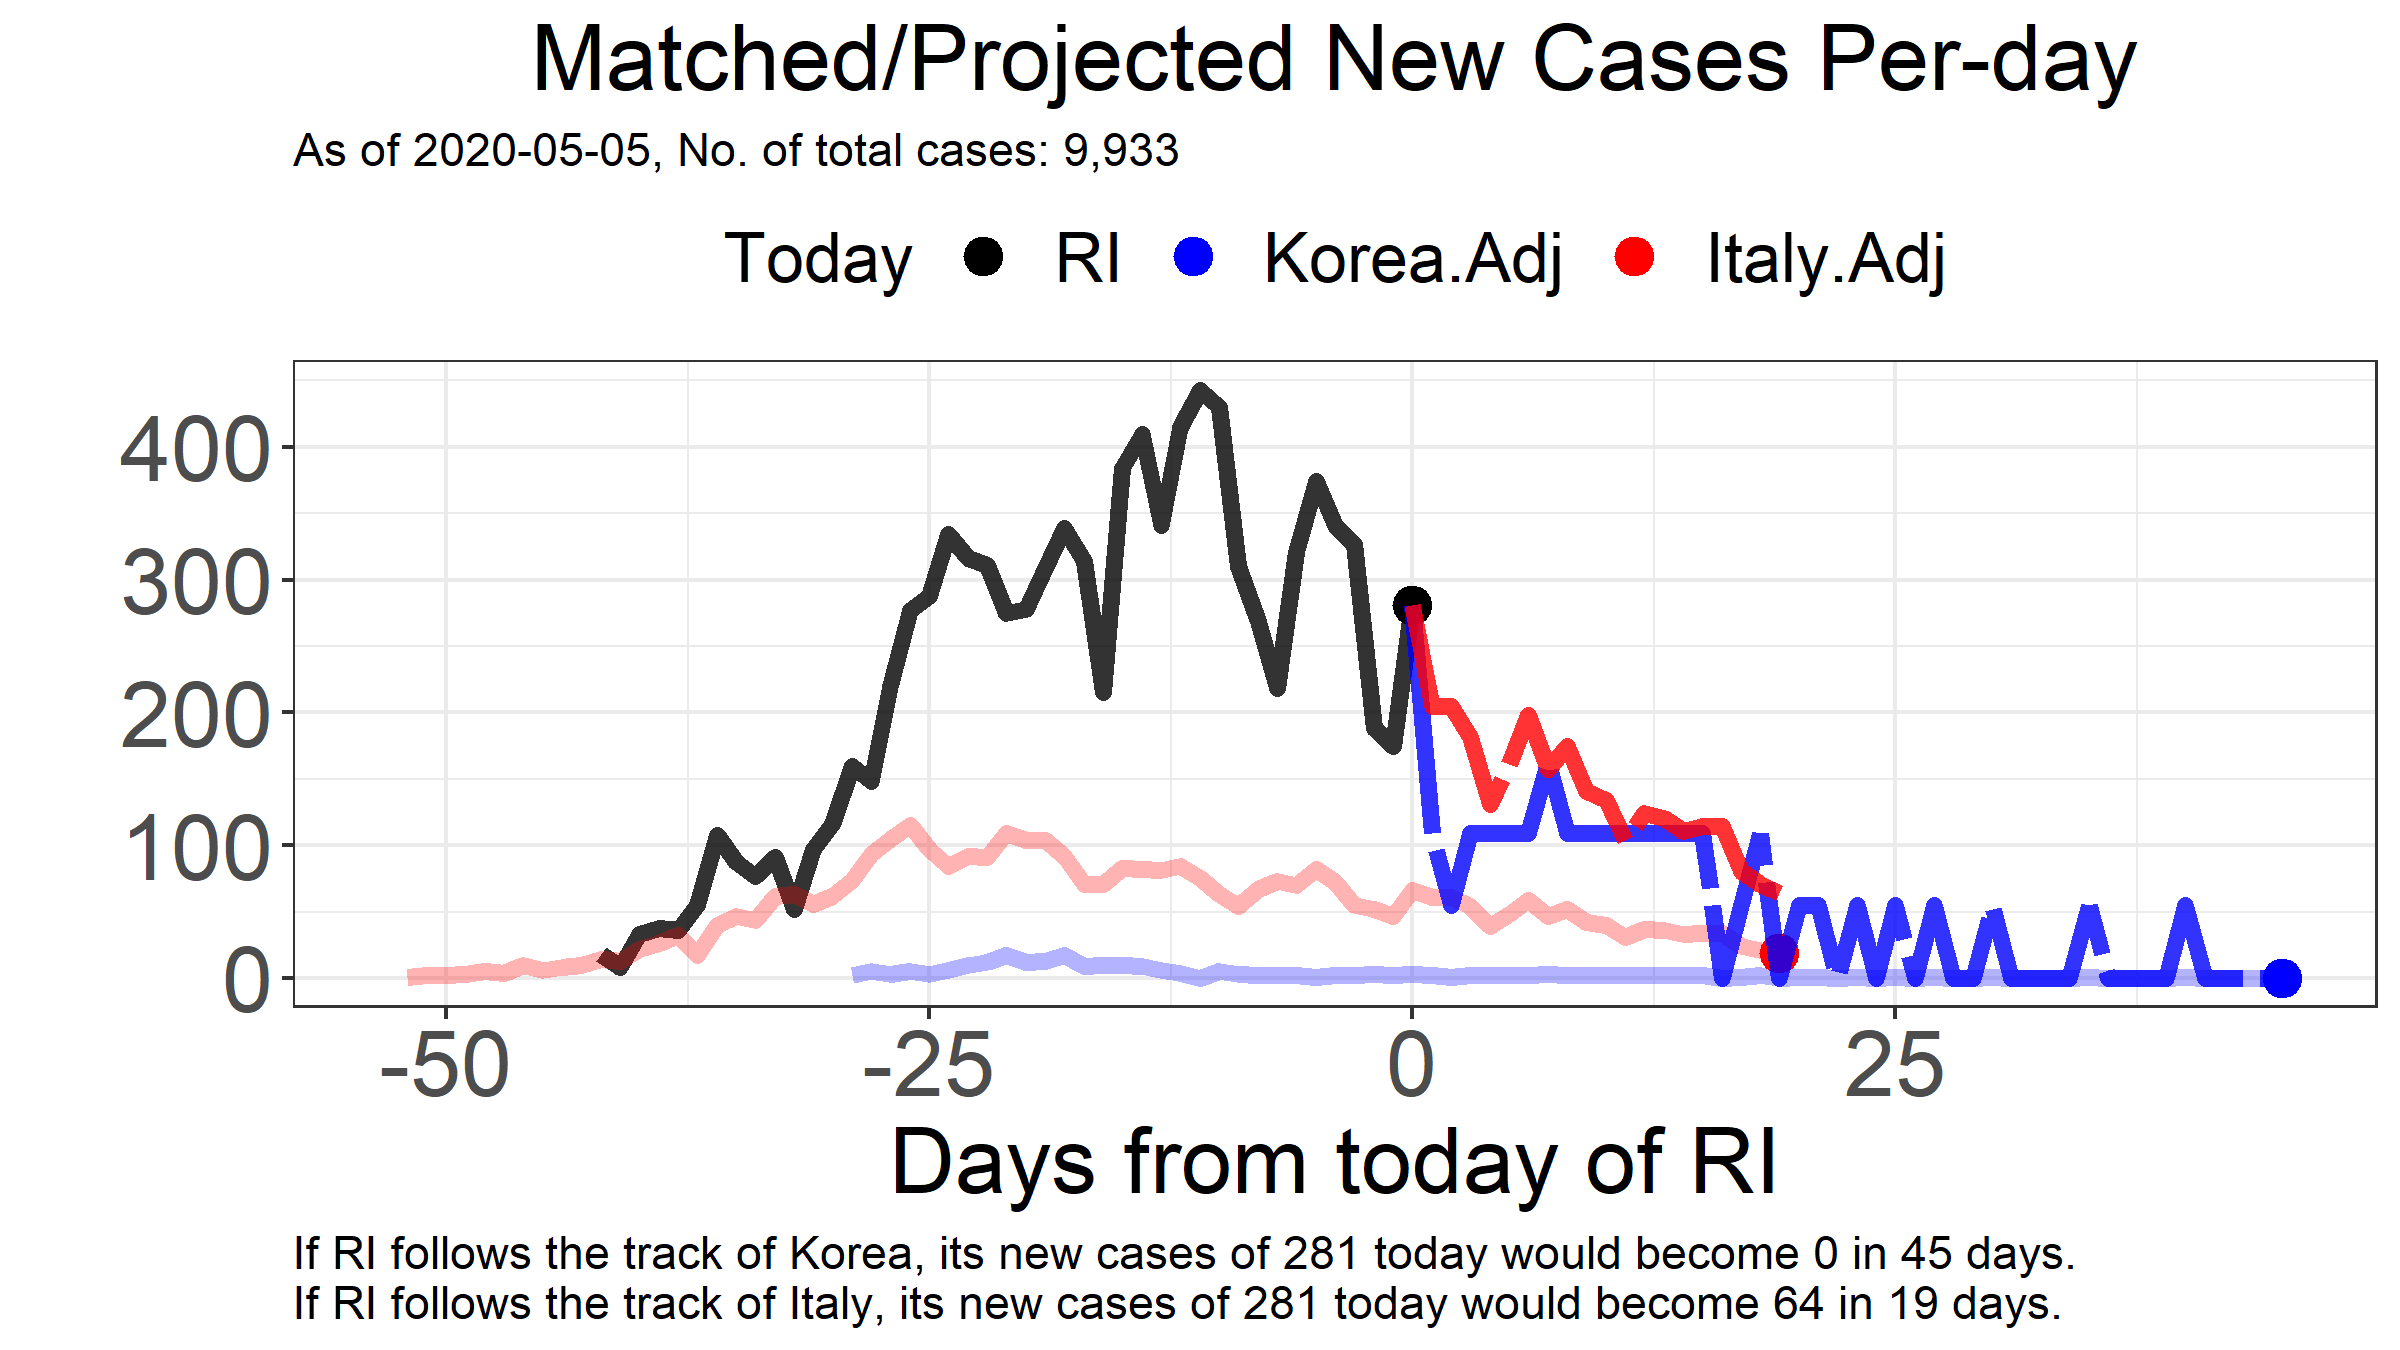 Matched/Projected New Cases Per-day
As of 2020-05-05, No. of total cases: 9,933
Today RI Korea.Adj Italy.Adj
400
300
200
100
0
-50 -25 0 25
Days from today of RI
If RI follows the track of Korea, its new cases of 281 today would become 0 in 45 days.
If RI follows the track of Italy, its new cases of 281 today would become 64 in 19 days.